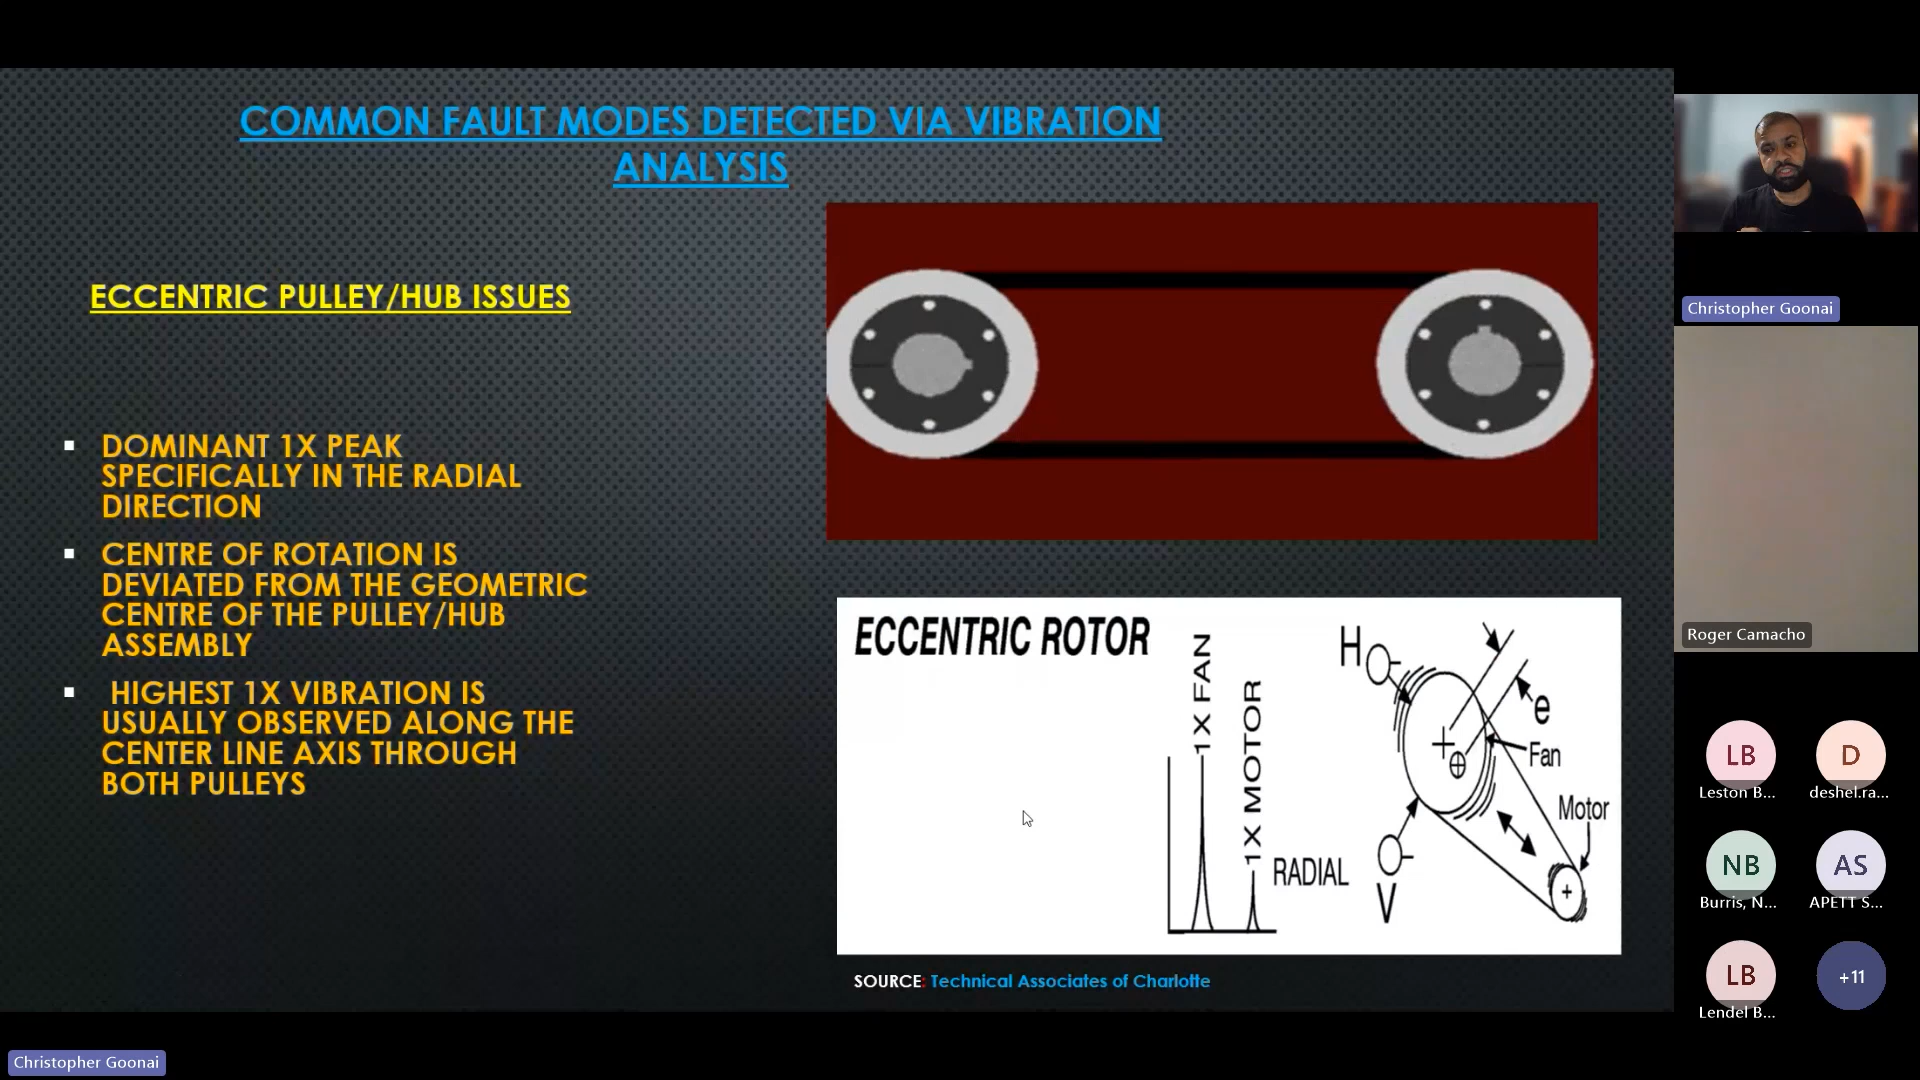 COMMON FAULT MODES DETECTED VIA VIBRATION
ANALYSIS
ECCENTRIC PULLEY/HUB ISSUES
▪ DOMINANT 1X PEAK
SPECIFICALLY IN THE RADIAL
DIRECTION
▪ CENTRE OF ROTATION IS
DEVIATED FROM THE GEOMETRIC
CENTRE OF THE PULLEY/HUB
ASSEMBLY
▪ HIGHEST 1X VIBRATION IS
USUALLY OBSERVED ALONG THE
CENTER LINE AXIS THROUGH
BOTH PULLEYS
ECCENTRIC ROTOR
1X FAN
1X MOTOR
RADIAL
H
e
Fan
Motor
V
SOURCE: Technical Associates of Charlotte
Christopher Goonai
Roger Camacho
LB
Leston B...
D
deshel.ra...
NB
Burris, N...
AS
APETT S...
LB
Lendel B...
+11
Christopher Goonai